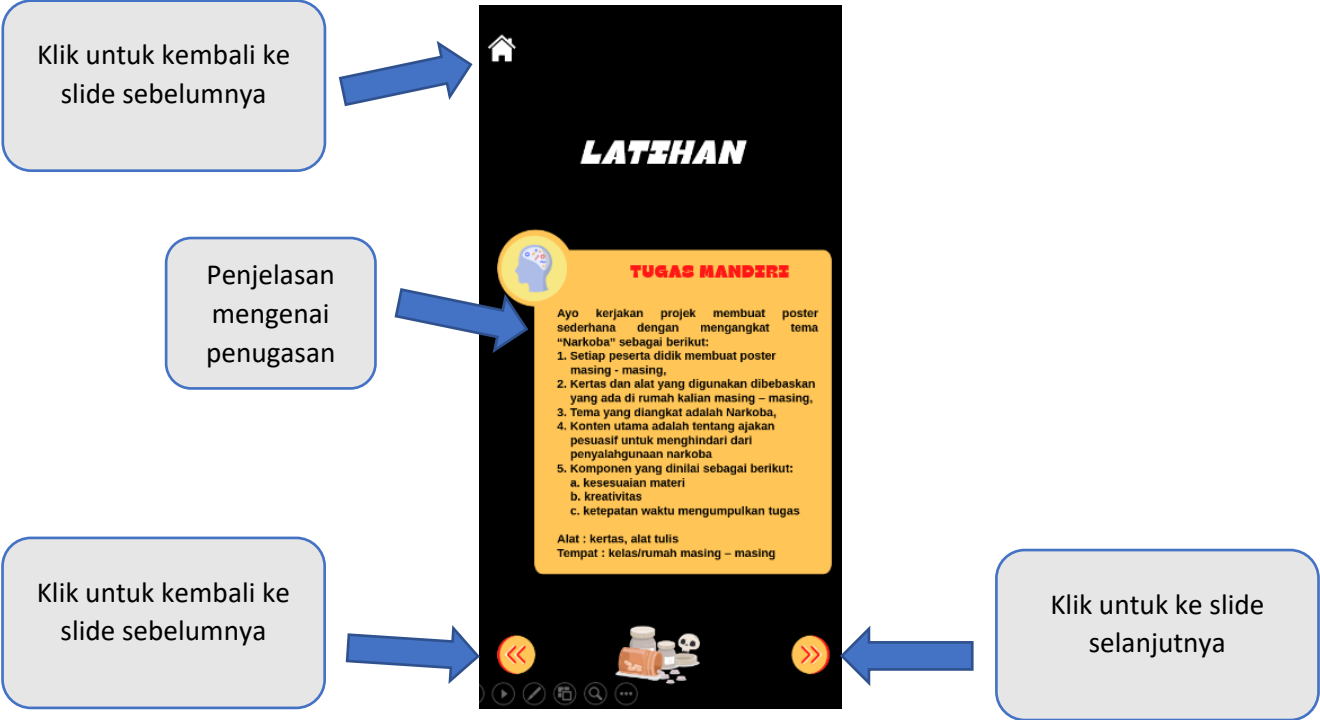 Klik untuk kembali ke
slide sebelumnya
LATIHAN
Penjelasan
mengenai
penugasan
TUGAS MANDIRI
Ayo kerjakan projek membuat poster
sederhana dengan mengangkat tema
“Narkoba” sebagai berikut:
1. Setiap peserta didik membuat poster
masing - masing,
2. Kertas dan alat yang digunakan dibebaskan
yang ada di rumah kalian masing – masing,
3. Tema yang diangkat adalah Narkoba,
4. Konten utama adalah tentang ajakan
pesuasif untuk menghindari dari
penyalahgunaan narkoba
5. Komponen yang dinilai sebagai berikut:
a. kesesuaian materi
b. kreativitas
c. ketepatan waktu mengumpulkan tugas
Alat : kertas, alat tulis
Tempat : kelas/rumah masing – masing
Klik untuk kembali ke
slide sebelumnya
Klik untuk ke slide
selanjutnya